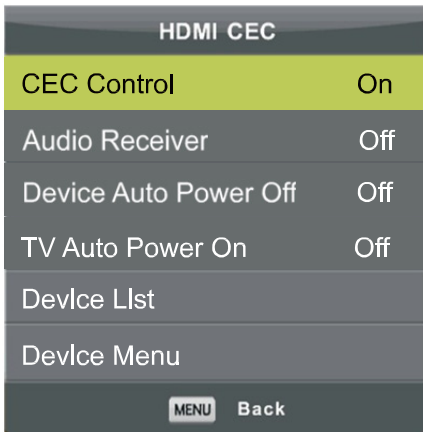 HDMI CEC
CEC Control On
Audio Receiver Off
Device Auto Power Off Off
TV Auto Power On Off
Device List
Device Menu
MENU Back